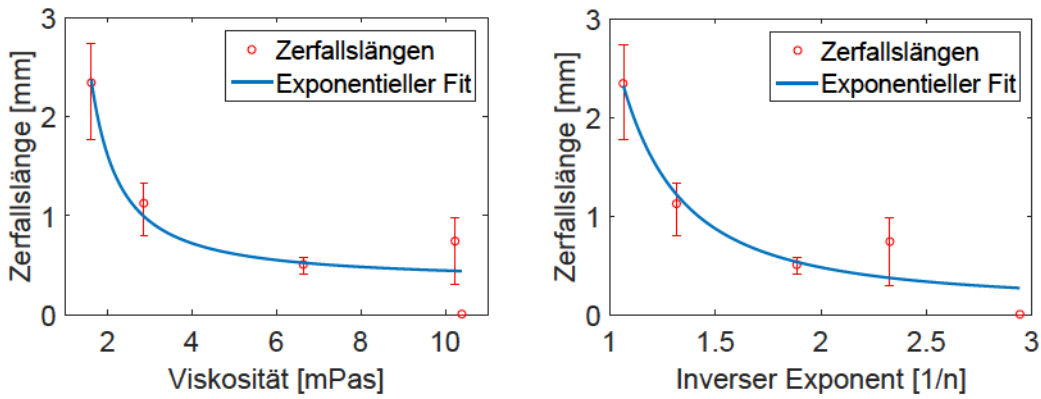 3
2
1
0
Zerfallslänge [mm]
Zerfallslängen
Exponentieller Fit
2 4 6 8 10
Viskosität [mPas]
3
2
1
0
Zerfallslänge [mm]
Zerfallslängen
Exponentieller Fit
1 1.5 2 2.5 3
Inverser Exponent [1/n]